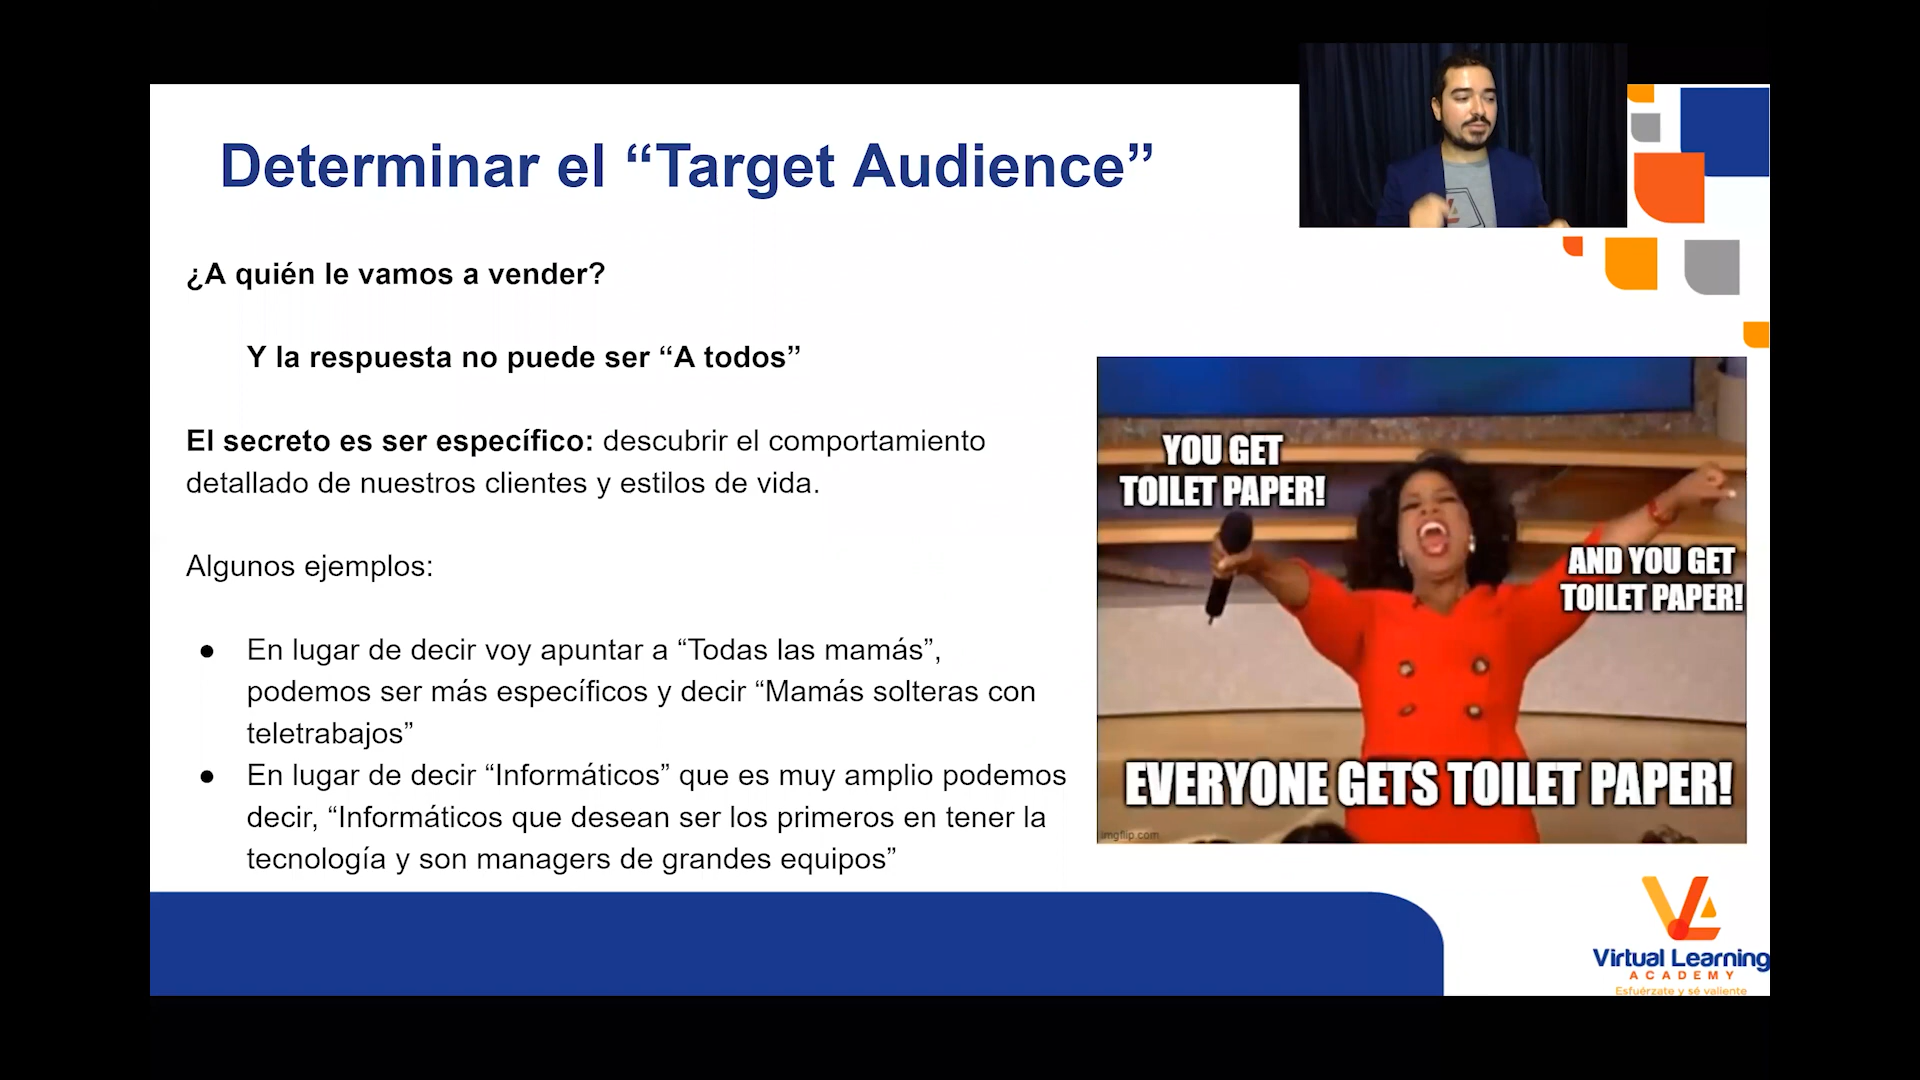 Determinar el “Target Audience”
¿A quién le vamos a vender?
Y la respuesta no puede ser “A todos”
El secreto es ser específico: descubrir el comportamiento
detallado de nuestros clientes y estilos de vida.
Algunos ejemplos:
● En lugar de decir voy apuntar a “Todas las mamás”,
podemos ser más específicos y decir “Mamás solteras con
teletrabajos”
● En lugar de decir “Informáticos” que es muy amplio podemos
decir, “Informáticos que desean ser los primeros en tener la
tecnología y son managers de grandes equipos”
YOU GET
TOILET PAPER!
AND YOU GET
TOILET PAPER!
EVERYONE GETS TOILET PAPER!
imgflip.com
Virtual Learning
ACADEMY
Esfuérzate y sé valiente